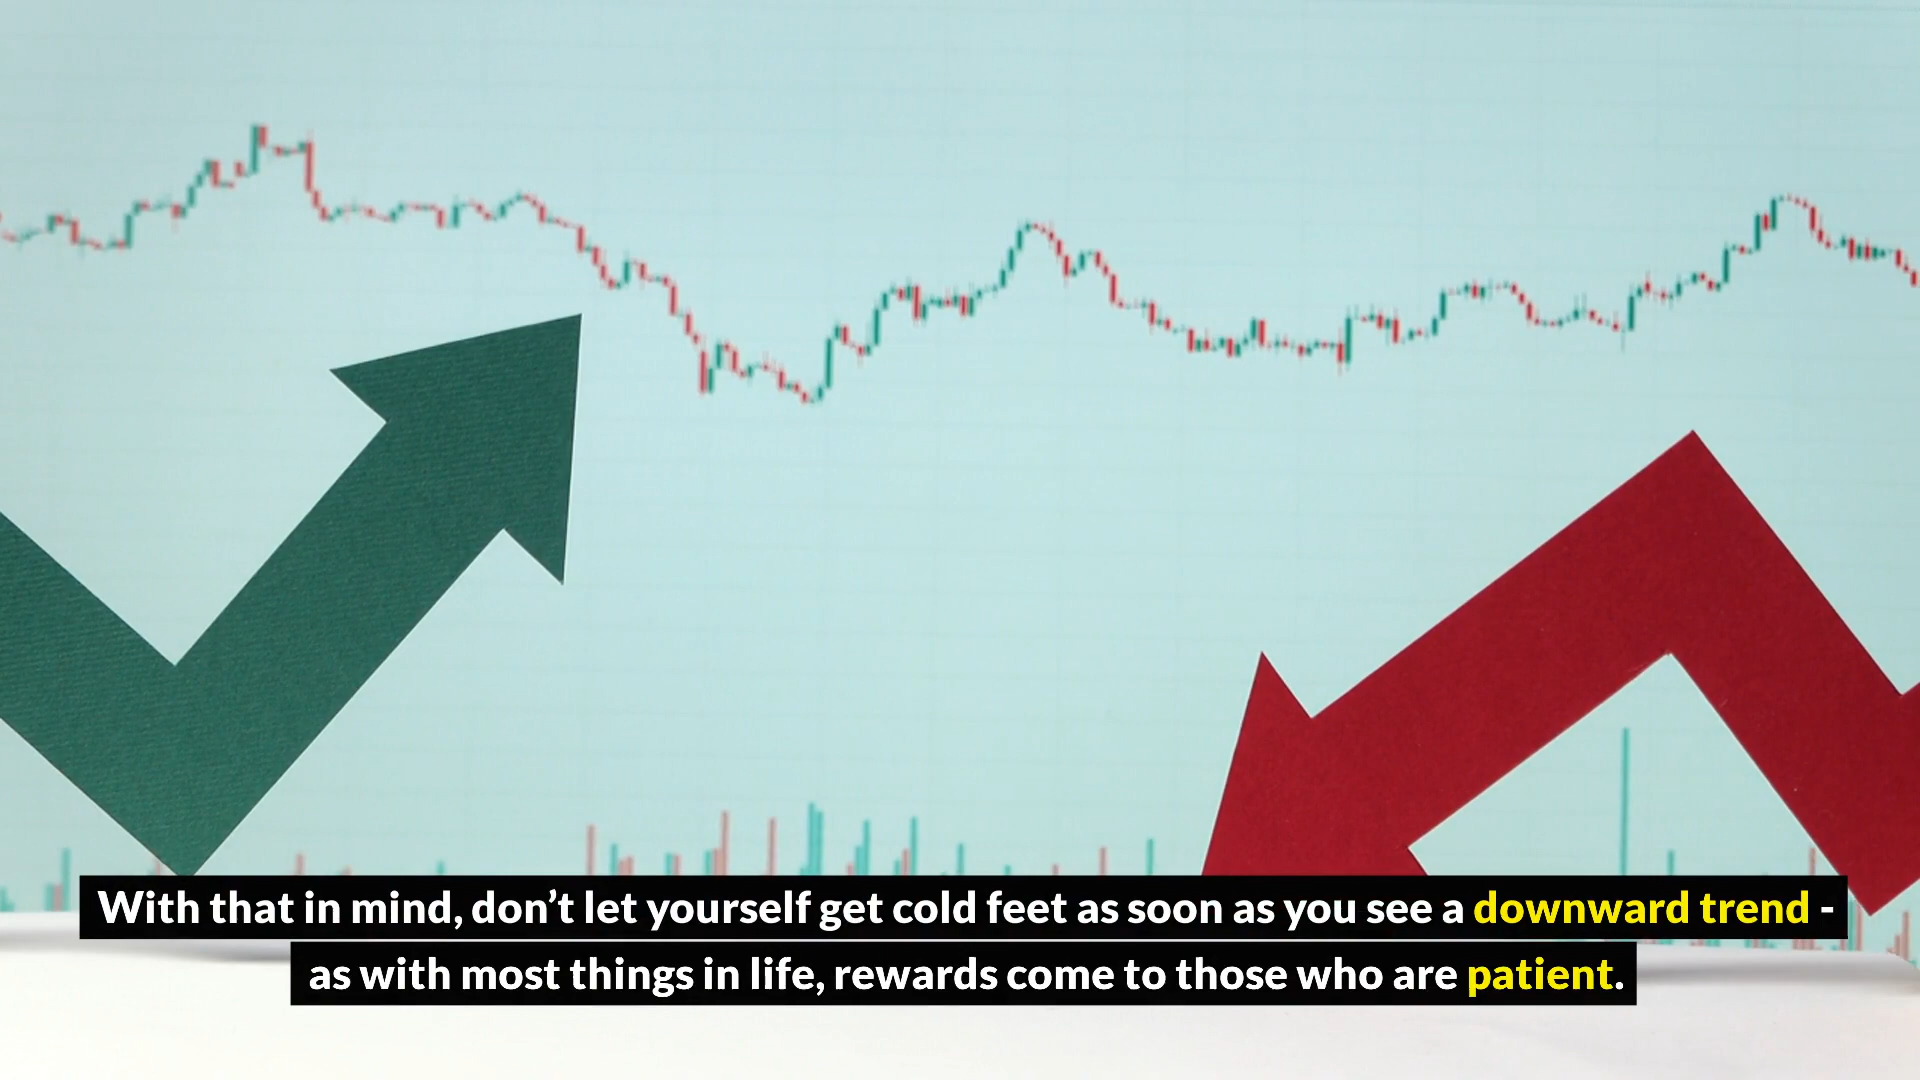 With that in mind, don’t let yourself get cold feet as soon as you see a downward trend -
as with most things in life, rewards come to those who are patient.